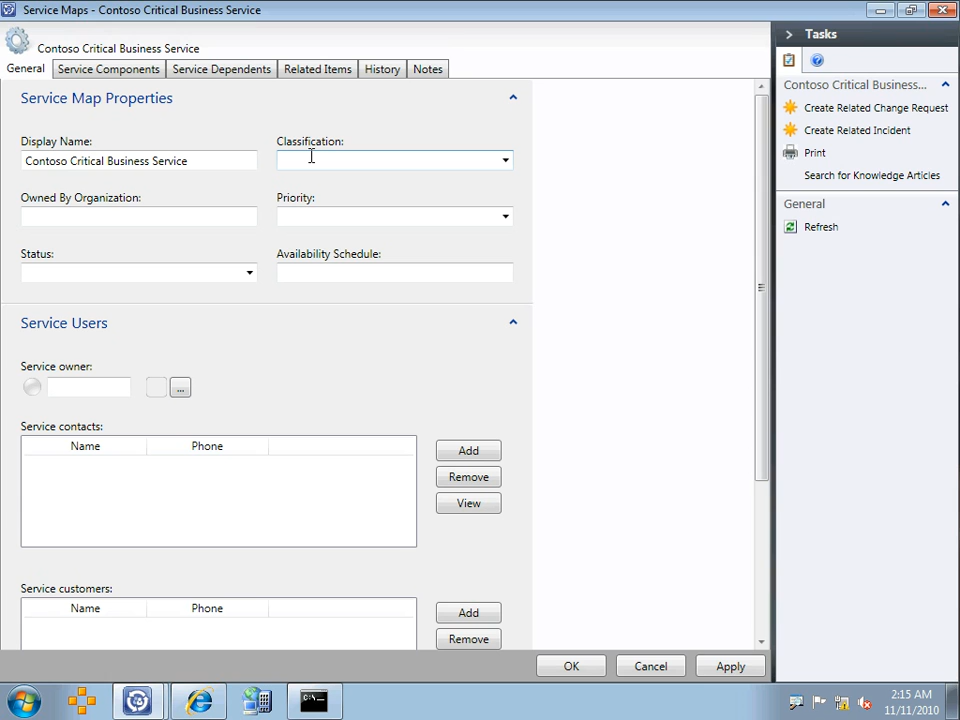 Service Maps - Contoso Critical Business Service
Contoso Critical Business Service
General
Service Components
Service Dependents
Related Items
History
Notes
Service Map Properties
Display Name:
Classification:
Contoso Critical Business Service
Owned By Organization:
Priority:
Status:
Availability Schedule:
Service Users
Service owner:
...
Service contacts:
Name
Phone
Add
Remove
View
Service customers:
Name
Phone
Add
Remove
OK
Cancel
Apply
Tasks
Contoso Critical Business...
Create Related Change Request
Create Related Incident
Print
Search for Knowledge Articles
General
Refresh
2:15 AM
11/11/2010